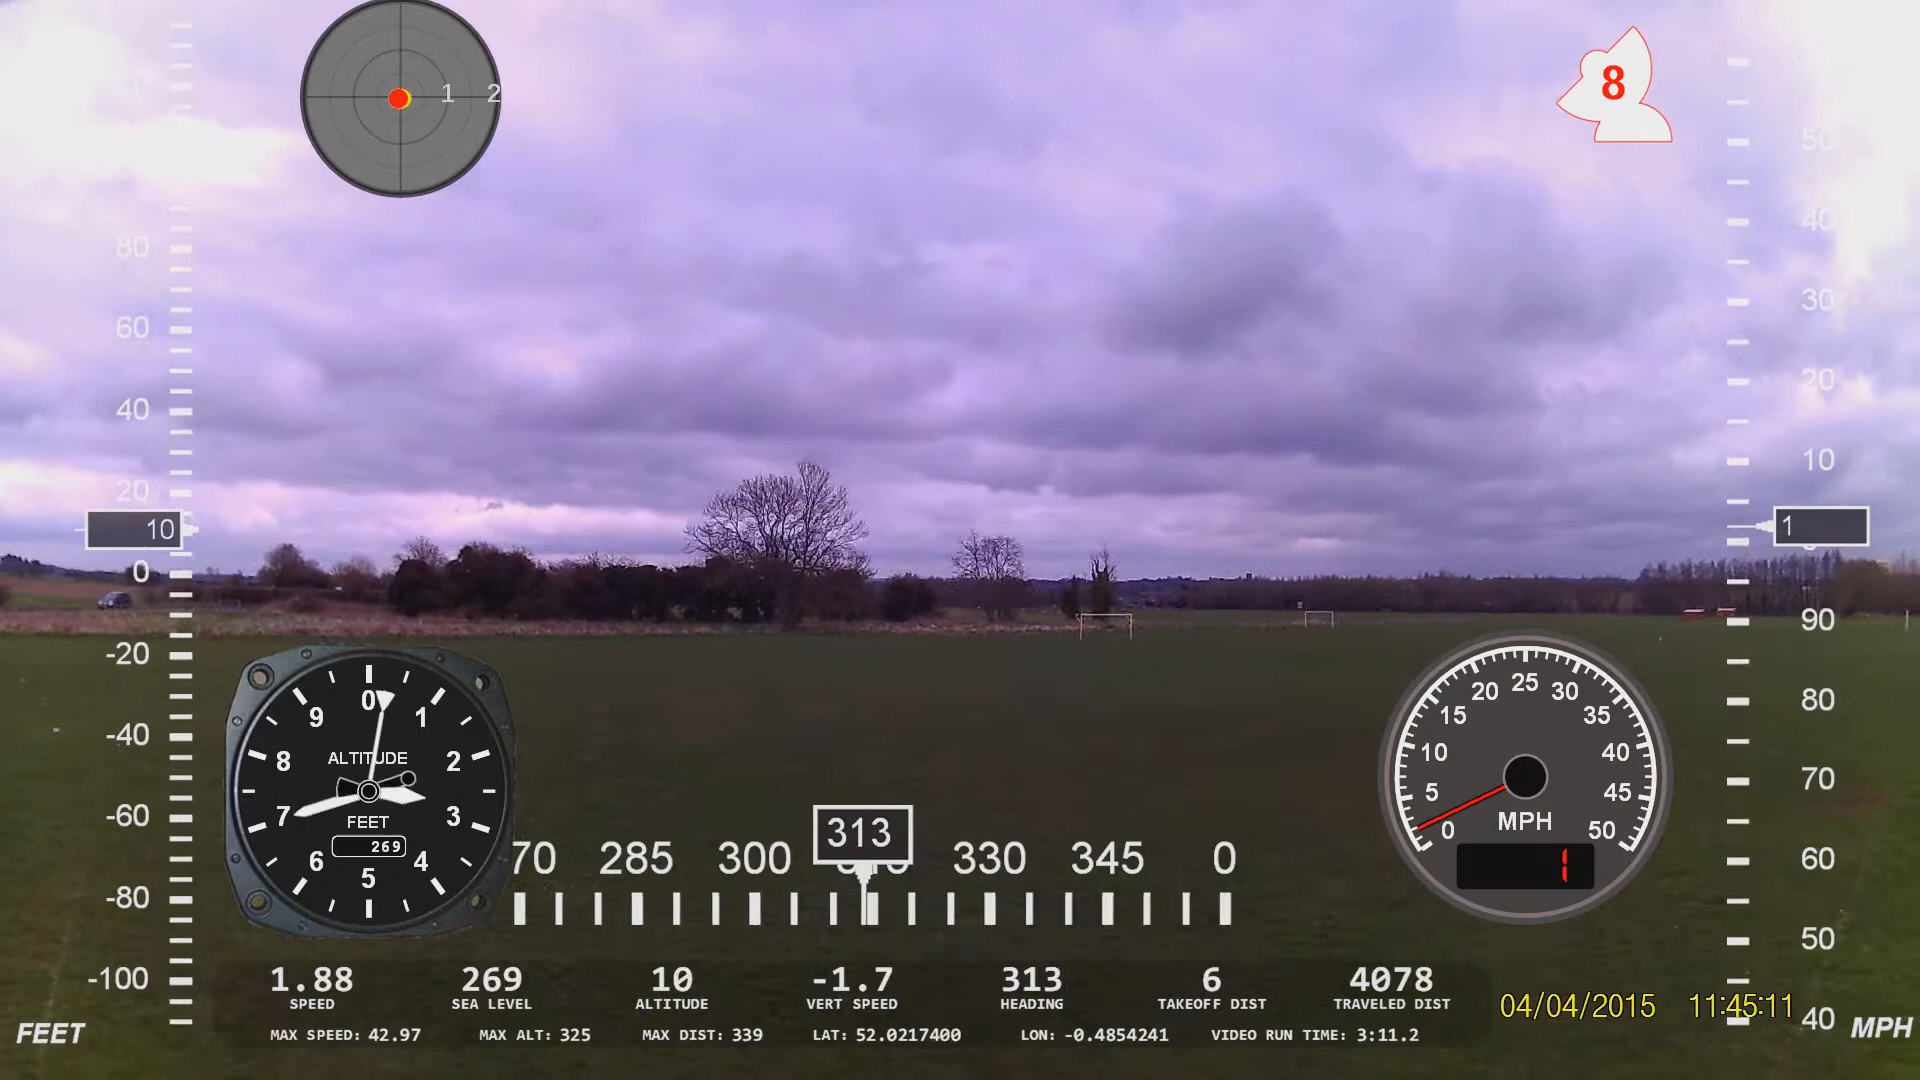 1 2
8
50
40
30
20
10
1
90
80
70
60
50
40
MPH
80
60
40
20
10
0
-20
-40
-60
-80
-100
FEET
0 1 2 3 4 5 6 7 8 9
ALTITUDE
FEET
269
313
70 285 300 330 345 0
0 5 10 15 20 25 30 35 40 45 50
MPH
1
1.88 269 10 -1.7 313 6 4078
SPEED SEA LEVEL ALTITUDE VERT SPEED HEADING TAKEOFF DIST TRAVELED DIST
MAX SPEED: 42.97 MAX ALT: 325 MAX DIST: 339 LAT: 52.0217400 LON: -0.4854241 VIDEO RUN TIME: 3:11.2
04/04/2015 11:45:11